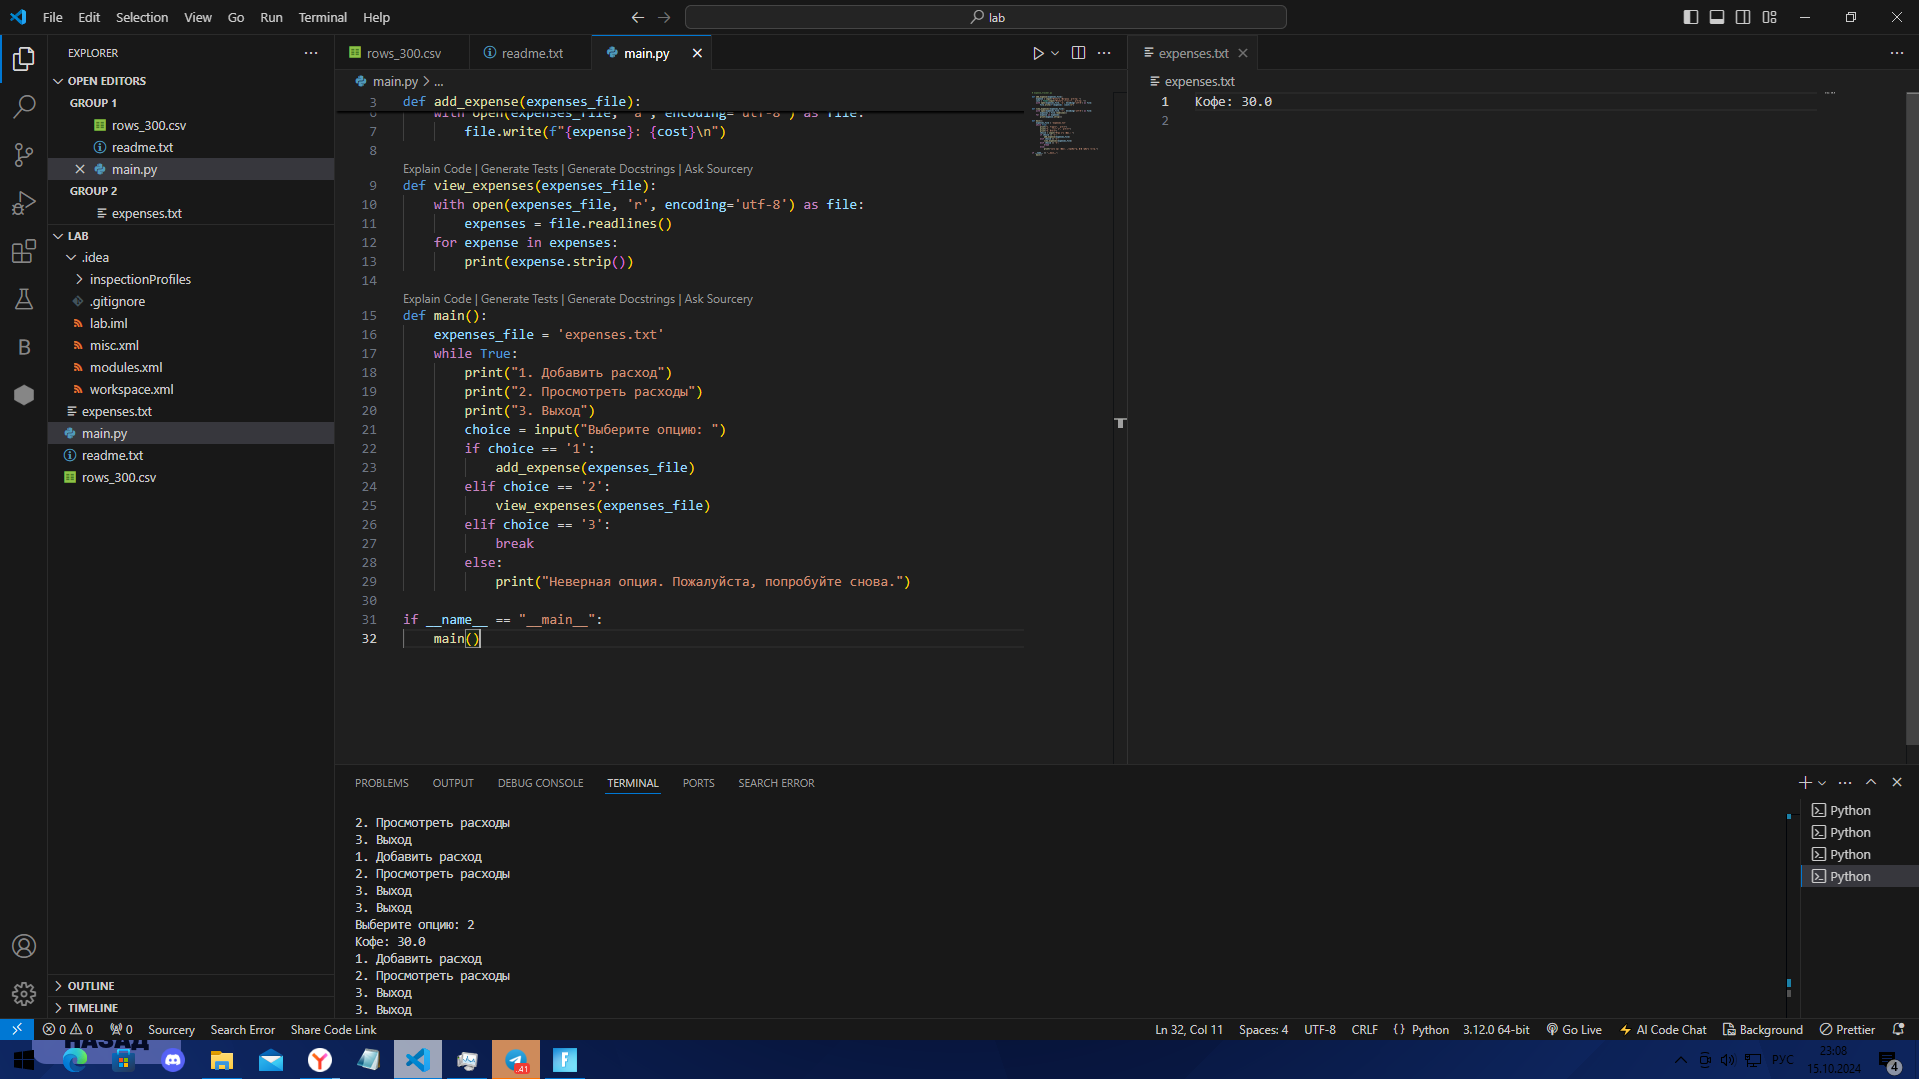 File Edit Selection View Go Run Terminal Help
lab
EXPLORER
OPEN EDITORS
GROUP 1
rows_300.csv
readme.txt
main.py
GROUP 2
expenses.txt
LAB
.idea
inspectionProfiles
.gitignore
lab.iml
misc.xml
modules.xml
workspace.xml
expenses.txt
main.py
readme.txt
rows_300.csv
OUTLINE
TIMELINE
rows_300.csv readme.txt main.py
main.py > ...
3 def add_expense(expenses_file):
6 with open(expenses_file, 'a', encoding='utf-8') as file:
7 file.write(f"{expense}: {cost}\n")
8
Explain Code | Generate Tests | Generate Docstrings | Ask Sourcery
9 def view_expenses(expenses_file):
10 with open(expenses_file, 'r', encoding='utf-8') as file:
11 expenses = file.readlines()
12 for expense in expenses:
13 print(expense.strip())
14
Explain Code | Generate Tests | Generate Docstrings | Ask Sourcery
15 def main():
16 expenses_file = 'expenses.txt'
17 while True:
18 print("1. Добавить расход")
19 print("2. Просмотреть расходы")
20 print("3. Выход")
21 choice = input("Выберите опцию: ")
22 if choice == '1':
23 add_expense(expenses_file)
24 elif choice == '2':
25 view_expenses(expenses_file)
26 elif choice == '3':
27 break
28 else:
29 print("Неверная опция. Пожалуйста, попробуйте снова.")
30
31 if __name__ == "__main__":
32 main()
expenses.txt
expenses.txt
1 Кофе: 30.0
2
PROBLEMS OUTPUT DEBUG CONSOLE TERMINAL PORTS SEARCH ERROR
2. Просмотреть расходы
3. Выход
1. Добавить расход
2. Просмотреть расходы
3. Выход
3. Выход
Выберите опцию: 2
Кофе: 30.0
1. Добавить расход
2. Просмотреть расходы
3. Выход
3. Выход
Python
Python
Python
Python
0 0 0 Sourcery Search Error Share Code Link
Ln 32, Col 11 Spaces: 4 UTF-8 CRLF {} Python 3.12.0 64-bit Go Live AI Code Chat Background Prettier
НАЗАД
41
РУС
23:08
15.10.2024
4